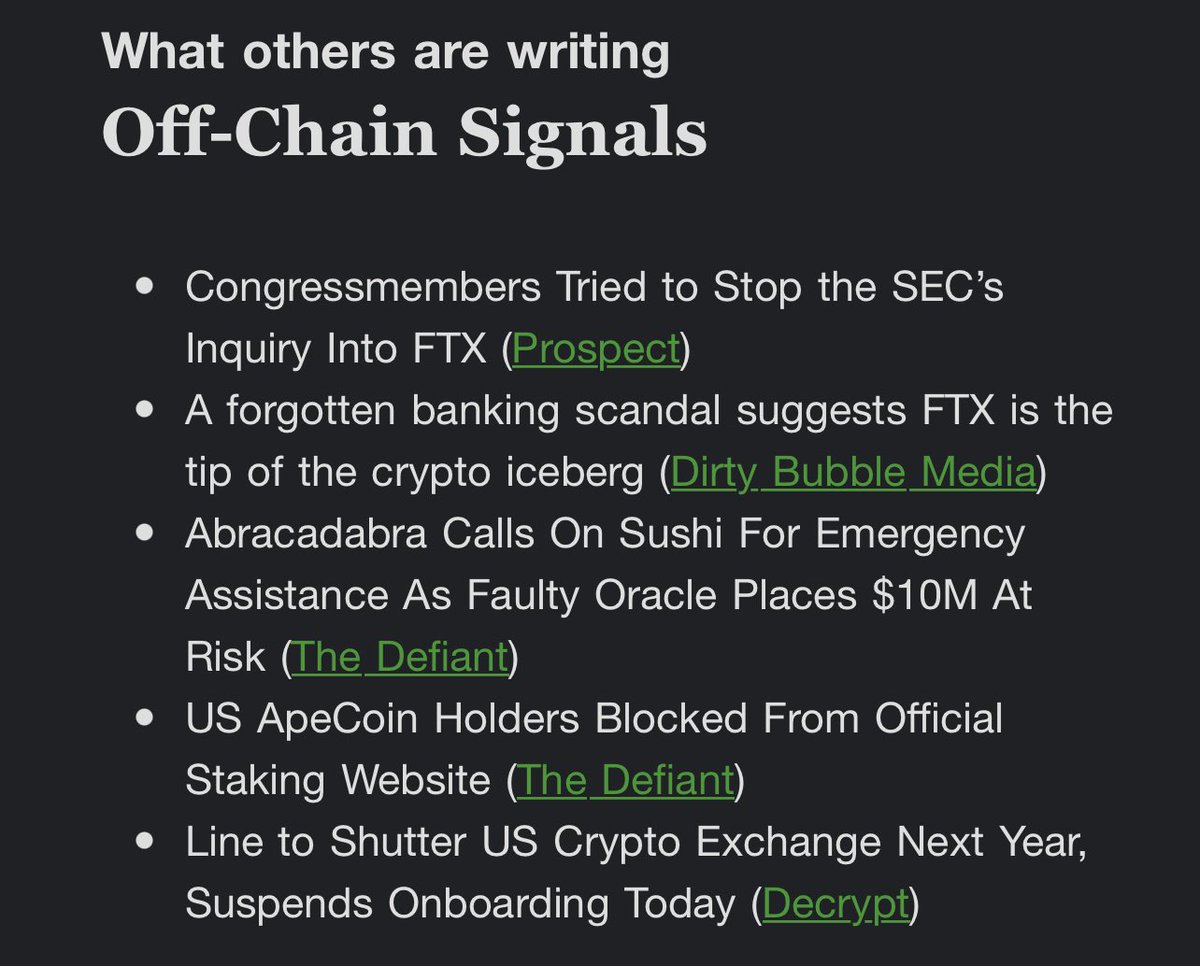 What others are writing
Off-Chain Signals
• Congressmembers Tried to Stop the SEC’s
Inquiry Into FTX (Prospect)
• A forgotten banking scandal suggests FTX is the
tip of the crypto iceberg (Dirty Bubble Media)
• Abracadabra Calls On Sushi For Emergency
Assistance As Faulty Oracle Places $10M At
Risk (The Defiant)
• US ApeCoin Holders Blocked From Official
Staking Website (The Defiant)
• Line to Shutter US Crypto Exchange Next Year,
Suspends Onboarding Today (Decrypt)